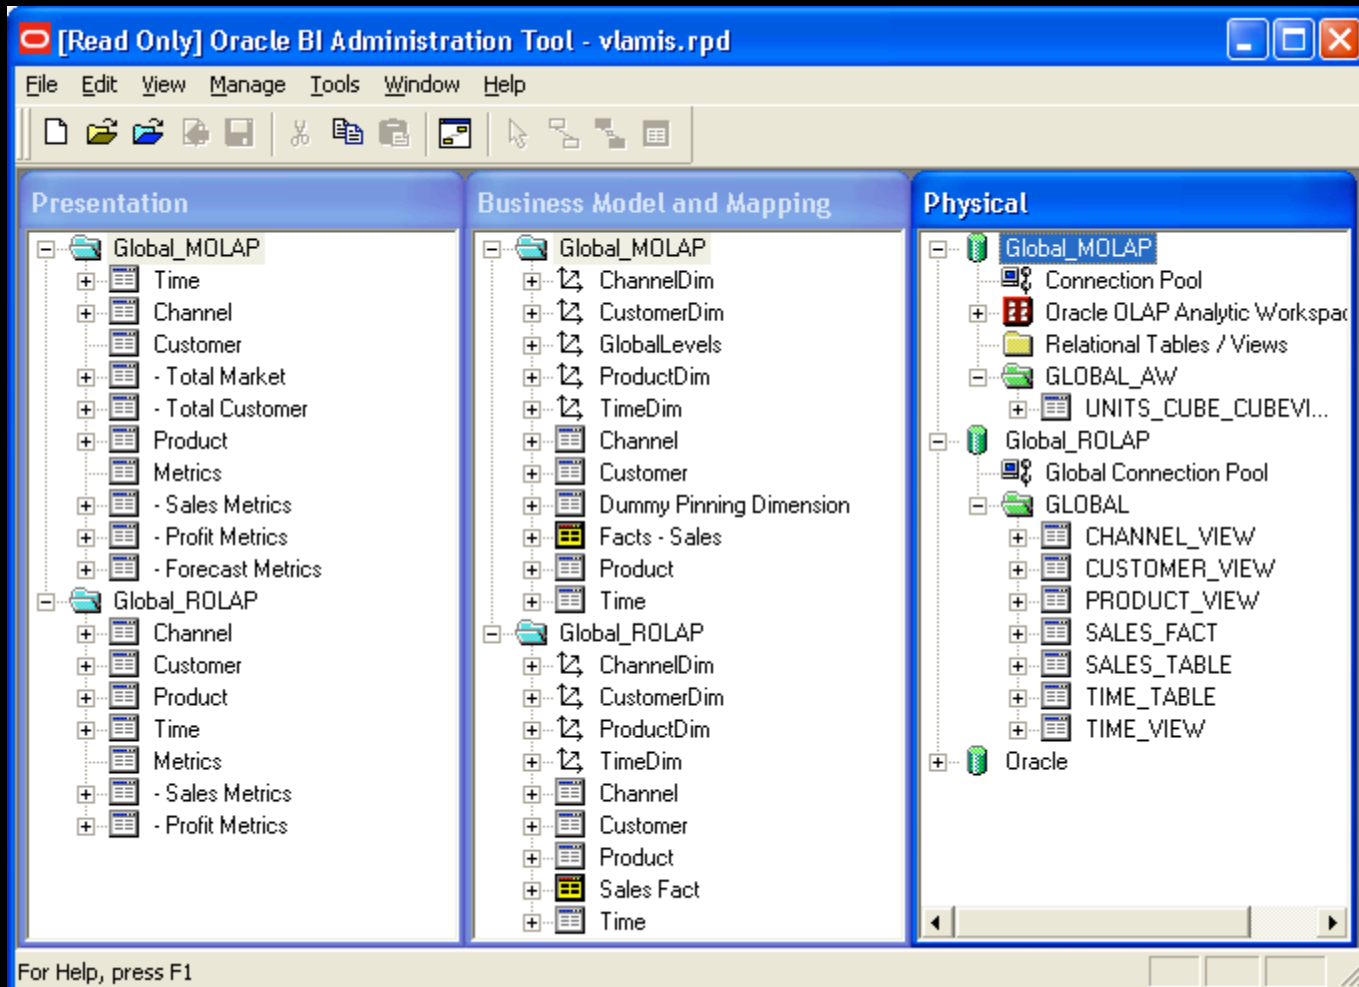 [Read Only] Oracle BI Administration Tool - vlamis.rpd
File Edit View Manage Tools Window Help
Presentation
Global_MOLAP
Time
Channel
Customer
- Total Market
- Total Customer
Product
Metrics
- Sales Metrics
- Profit Metrics
- Forecast Metrics
Global_ROLAP
Channel
Customer
Product
Time
Metrics
- Sales Metrics
- Profit Metrics
Business Model and Mapping
Global_MOLAP
ChannelDim
CustomerDim
GlobalLevels
ProductDim
TimeDim
Channel
Customer
Dummy Pinning Dimension
Facts - Sales
Product
Time
Global_ROLAP
ChannelDim
CustomerDim
ProductDim
TimeDim
Channel
Customer
Product
Sales Fact
Time
Physical
Global_MOLAP
Connection Pool
Oracle OLAP Analytic Workspac
Relational Tables / Views
GLOBAL_AW
UNITS_CUBE_CUBEVI...
Global_ROLAP
Global Connection Pool
GLOBAL
CHANNEL_VIEW
CUSTOMER_VIEW
PRODUCT_VIEW
SALES_FACT
SALES_TABLE
TIME_TABLE
TIME_VIEW
Oracle
For Help, press F1